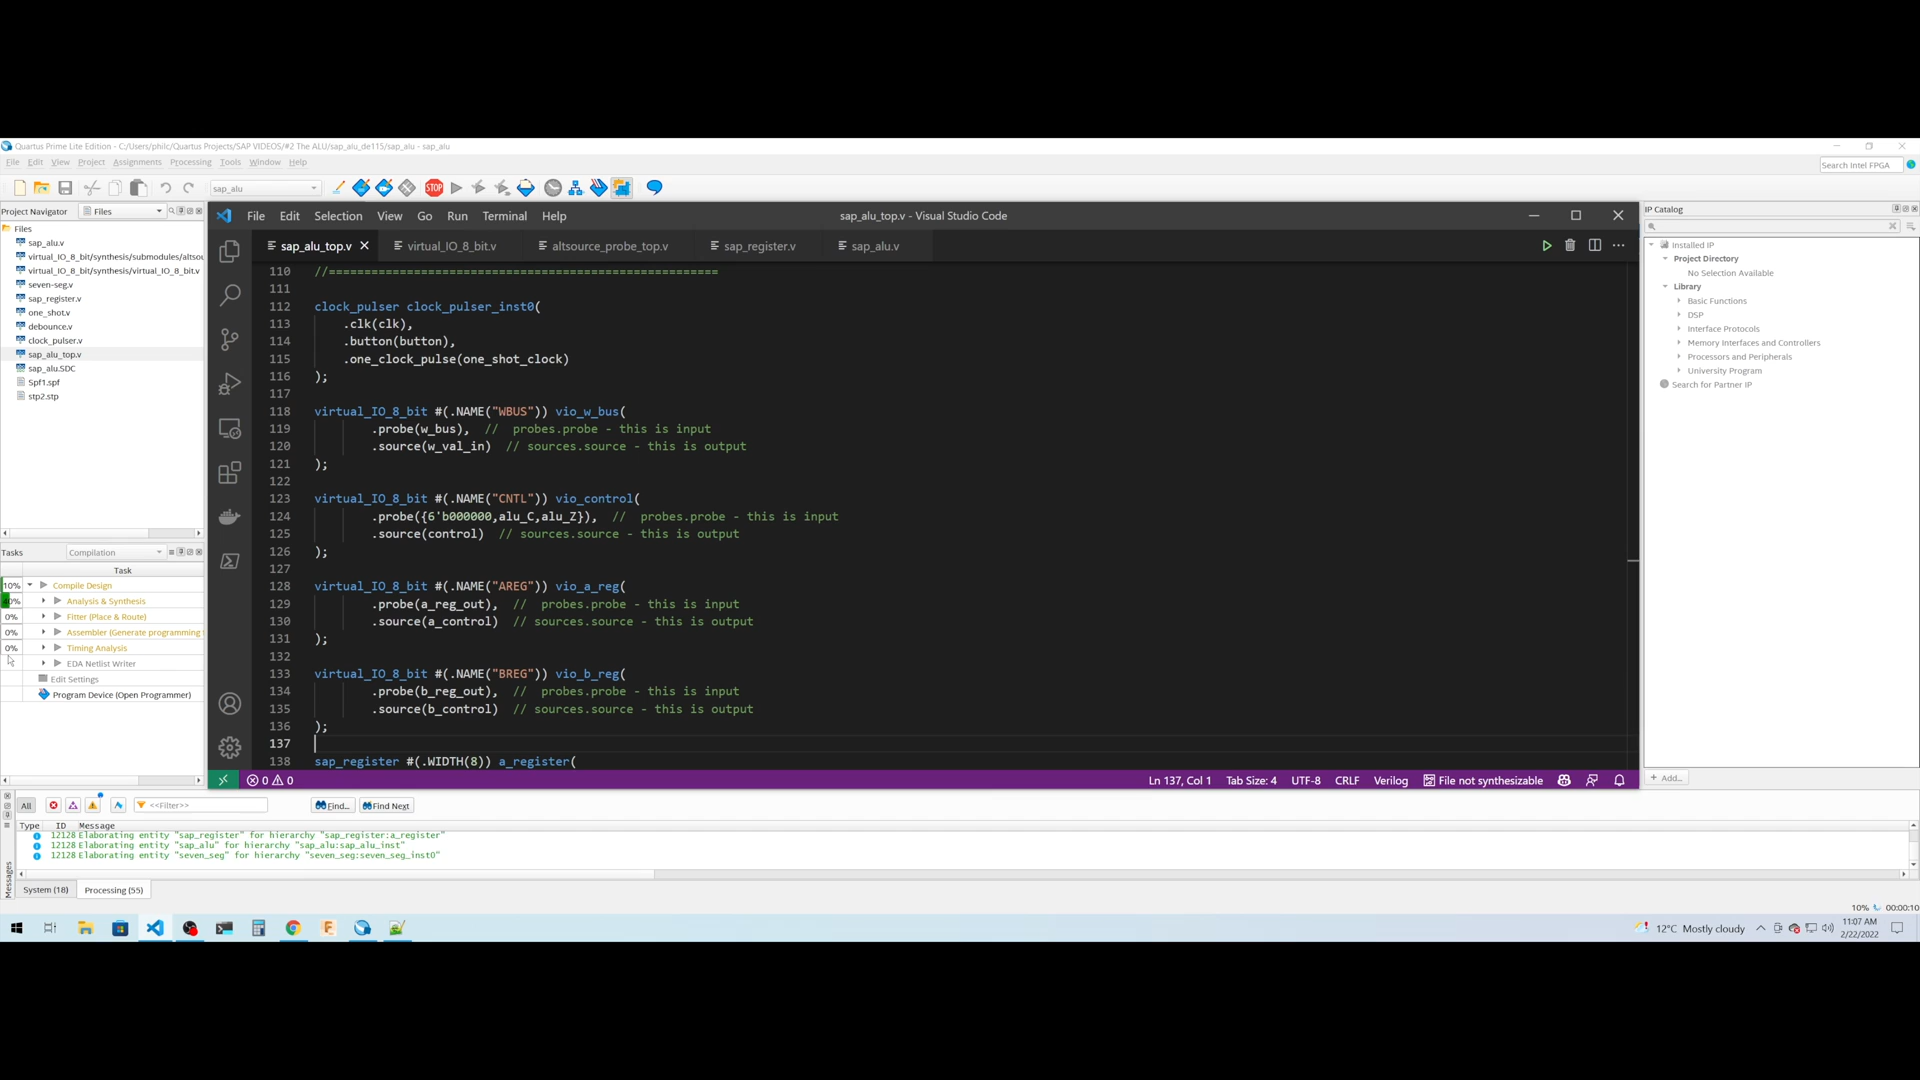 Quartus Prime Lite Edition - C:/Users/philc/Quartus Projects/SAP VIDEOS/#2 The ALU/sap_alu_de115/sap_alu - sap_alu
File Edit View Project Assignments Processing Tools Window Help
Search Intel FPGA
sap_alu
STOP
Project Navigator
Files
Files
sap_alu.v
virtual_IO_8_bit/synthesis/submodules/altsou
virtual_IO_8_bit/synthesis/virtual_IO_8_bit.v
seven-seg.v
sap_register.v
one_shot.v
debounce.v
clock_pulser.v
sap_alu_top.v
sap_alu.SDC
Spf1.spf
stp2.stp
Tasks
Compilation
Task
10% Compile Design
Analysis & Synthesis
0% Fitter (Place & Route)
0% Assembler (Generate programming
0% Timing Analysis
EDA Netlist Writer
Edit Settings
Program Device (Open Programmer)
File Edit Selection View Go Run Terminal Help
sap_alu_top.v - Visual Studio Code
sap_alu_top.v virtual_IO_8_bit.v altsource_probe_top.v sap_register.v sap_alu.v
110 //=======================================================
111
112 clock_pulser clock_pulser_inst0(
113 .clk(clk),
114 .button(button),
115 .one_clock_pulse(one_shot_clock)
116 );
117
118 virtual_IO_8_bit #(.NAME("WBUS")) vio_w_bus(
119 .probe(w_bus), // probes.probe - this is input
120 .source(w_val_in) // sources.source - this is output
121 );
122
123 virtual_IO_8_bit #(.NAME("CNTL")) vio_control(
124 .probe({6'b000000,alu_C,alu_Z}), // probes.probe - this is input
125 .source(control) // sources.source - this is output
126 );
127
128 virtual_IO_8_bit #(.NAME("AREG")) vio_a_reg(
129 .probe(a_reg_out), // probes.probe - this is input
130 .source(a_control) // sources.source - this is output
131 );
132
133 virtual_IO_8_bit #(.NAME("BREG")) vio_b_reg(
134 .probe(b_reg_out), // probes.probe - this is input
135 .source(b_control) // sources.source - this is output
136 );
137
138 sap_register #(.WIDTH(8)) a_register(
0 0
Ln 137, Col 1 Tab Size: 4 UTF-8 CRLF Verilog File not synthesizable
IP Catalog
Installed IP
Project Directory
No Selection Available
Library
Basic Functions
DSP
Interface Protocols
Memory Interfaces and Controllers
Processors and Peripherals
University Program
Search for Partner IP
+ Add...
All
<<Filter>>
Find...
Find Next
Type ID Message
12128 Elaborating entity "sap_register" for hierarchy "sap_register:a_register"
12128 Elaborating entity "sap_alu" for hierarchy "sap_alu:sap_alu_inst"
12128 Elaborating entity "seven_seg" for hierarchy "seven_seg:seven_seg_inst0"
Messages
System (18) Processing (55)
10% 00:00:10
12°C Mostly cloudy
11:07 AM
2/22/2022